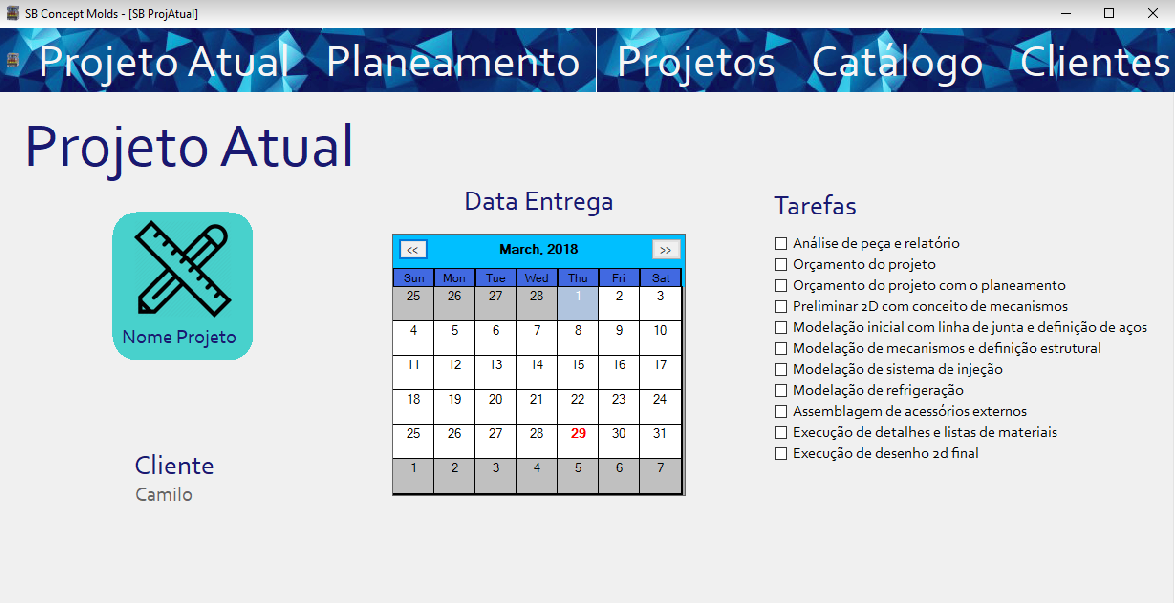 SB Concept Molds - [SB ProjAtual]
Projeto Atual Planeamento Projetos Catálogo Clientes
Projeto Atual
Nome Projeto
Cliente
Camilo
Data Entrega
<< March, 2018 >>
Sun Mon Tue Wed Thu Fri Sat
25 26 27 28 1 2 3
4 5 6 7 8 9 10
11 12 13 14 15 16 17
18 19 20 21 22 23 24
25 26 27 28 29 30 31
1 2 3 4 5 6 7
Tarefas
Análise de peça e relatório
Orçamento do projeto
Orçamento do projeto com o planeamento
Preliminar 2D com conceito de mecanismos
Modelação inicial com linha de junta e definição de aços
Modelação de mecanismos e definição estrutural
Modelação de sistema de injeção
Modelação de refrigeração
Assemblagem de acessórios externos
Execução de detalhes e listas de materiais
Execução de desenho 2d final